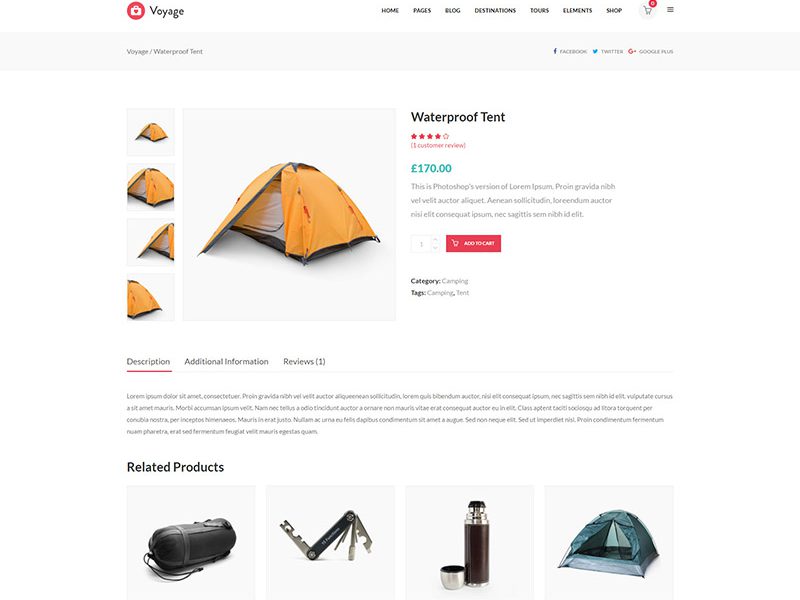 Voyage
HOME PAGES BLOG DESTINATIONS TOURS ELEMENTS SHOP 0
Voyage / Waterproof Tent
FACEBOOK TWITTER GOOGLE PLUS
Waterproof Tent
(1 customer review)
£170.00
This is Photoshop's version of Lorem Ipsum. Proin gravida nibh
vel velit auctor aliquet. Aenean sollicitudin, loreendum auctor
nisi elit consequat ipsum, nec sagittis sem nibh id elit.
1
ADD TO CART
Category: Camping
Tags: Camping, Tent
Description Additional Information Reviews (1)
Lorem ipsum dolor sit amet, consectetuer. Proin gravida nibh vel velit auctor aliqueenean sollicitudin, lorem quis bibendum auctor, nisi elit consequat ipsum, nec sagittis sem nibh id elit. vulputate cursus
a sit amet mauris. Morbi accumsan ipsum velit. Nam nec tellus a odio tincidunt auctor a ornare non mauris vitae erat consequat auctor eu in elit. Class aptent taciti sociosqu ad litora torquent per
conubia nostra, per inceptos himenaeos. Mauris in erat justo. Nullam ac urna eu felis dapibus condimentum sit amet a augue. Sed non neque elit. Sed ut imperdiet nisi. Proin condimentum fermentum
nuam pharetra, erat sed fermentum feugiat velit mauris egestas quam.
Related Products